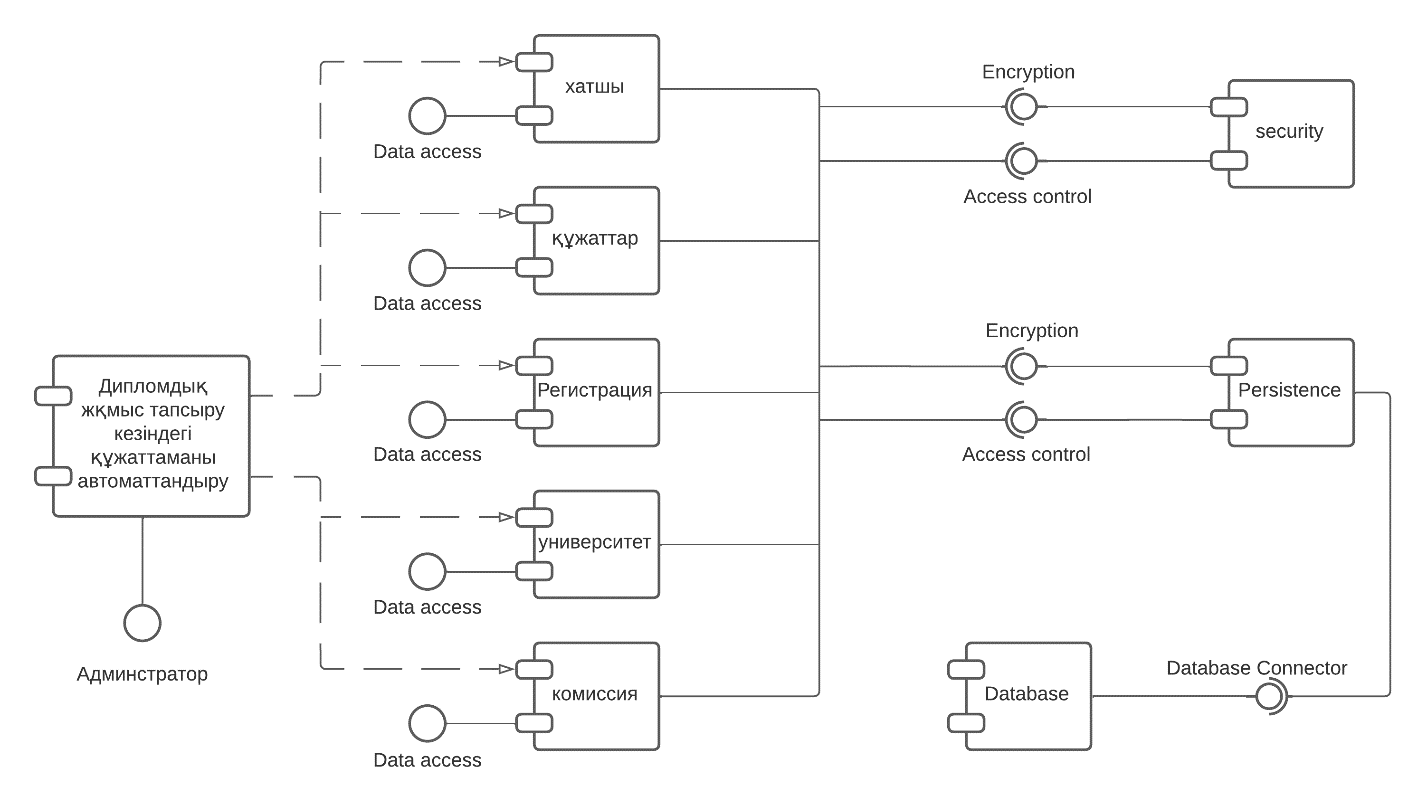 Encryption
хатшы
security
Data access
Access control
құжаттар
Data access
Encryption
Дипломдық
жқмыс тапсыру
кезіндегі
құжаттаманы
автоматтандыру
Регистрация
Persistence
Data access
Access control
университет
Data access
Админстратор
комиссия
Database
Database Connector
Data access